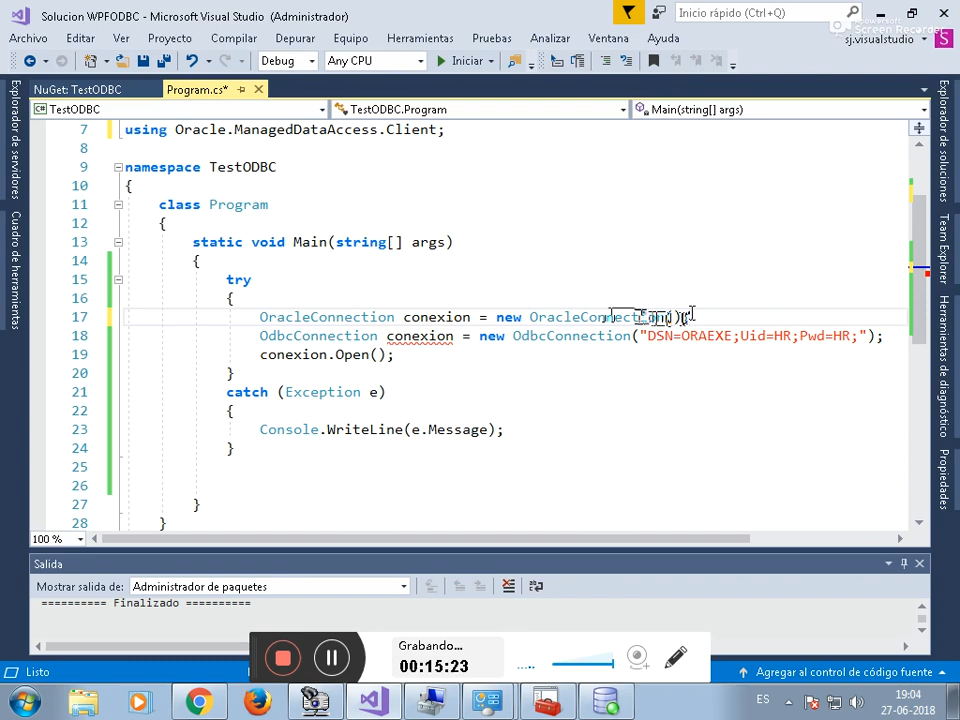 Solucion WPFODBC - Microsoft Visual Studio (Administrador)
Inicio rápido (Ctrl+Q)
Screen Recorder
Archivo Editar Ver Proyecto Compilar Depurar Equipo Herramientas Pruebas Analizar Ventana Ayuda
sj.visualstudio S
Debug Any CPU Iniciar
NuGet: TestODBC Program.cs*
TestODBC TestODBC.Program Main(string[] args)
Explorador de servidores
Cuadro de herramientas
7 using Oracle.ManagedDataAccess.Client;
8
9 namespace TestODBC
10 {
11 class Program
12 {
13 static void Main(string[] args)
14 {
15 try
16 {
17 OracleConnection conexion = new OracleConnection();
18 OdbcConnection conexion = new OdbcConnection("DSN=ORAEXE;Uid=HR;Pwd=HR;");
19 conexion.Open();
20 }
21 catch (Exception e)
22 {
23 Console.WriteLine(e.Message);
24 }
25
26
27 }
28 }
Explorador de soluciones
Team Explorer
Herramientas de diagnóstico
Propiedades
100 %
Salida
Mostrar salida de: Administrador de paquetes
========== Finalizado ==========
Grabando...
00:15:23
Listo
Agregar al control de código fuente
ES
19:04
27-06-2018